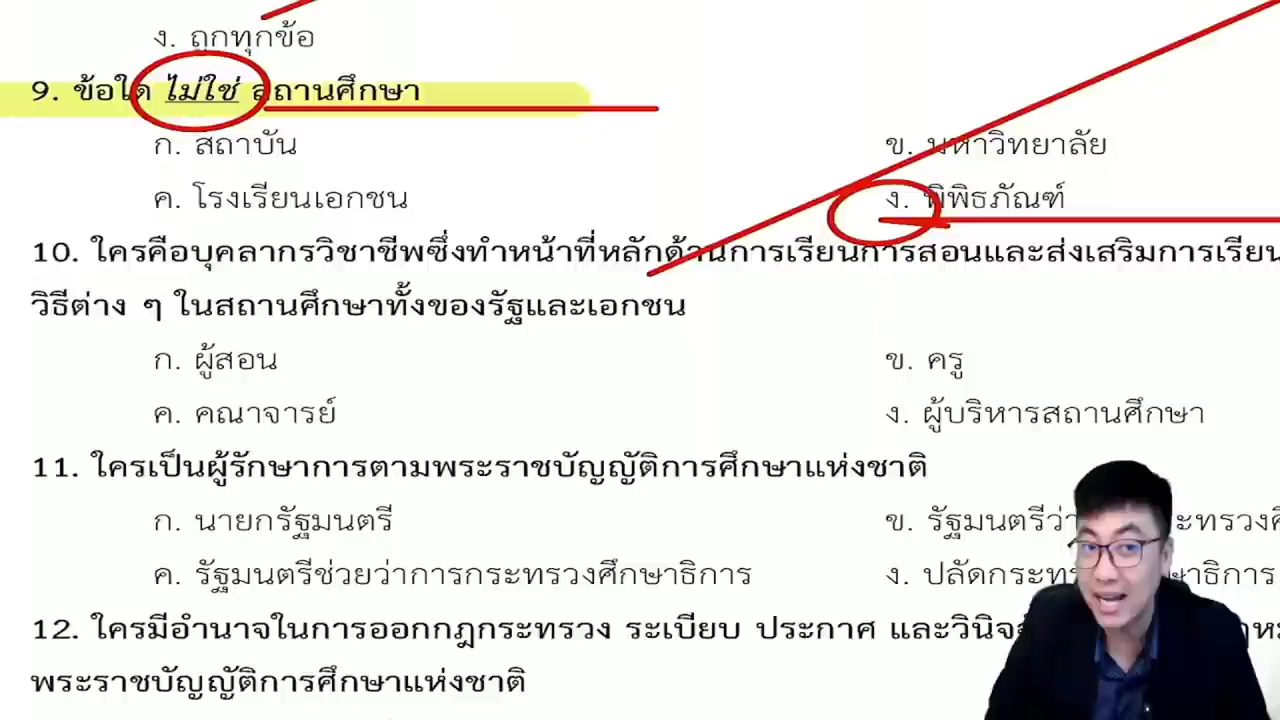 ง. ถูกทุกข้อ
9. ข้อใด ไม่ใช่ สถานศึกษา
ก. สถาบัน ข. มหาวิทยาลัย
ค. โรงเรียนเอกชน ง. พิพิธภัณฑ์
10. ใครคือบุคลากรวิชาชีพซึ่งทำหน้าที่หลักด้านการเรียนการสอนและส่งเสริมการเรียน
วิธีต่าง ๆ ในสถานศึกษาทั้งของรัฐและเอกชน
ก. ผู้สอน ข. ครู
ค. คณาจารย์ ง. ผู้บริหารสถานศึกษา
11. ใครเป็นผู้รักษาการตามพระราชบัญญัติการศึกษาแห่งชาติ
ก. นายกรัฐมนตรี ข. รัฐมนตรีว่า
ค. รัฐมนตรีช่วยว่าการกระทรวงศึกษาธิการ ง. ปลัดกระทร
12. ใครมีอำนาจในการออกกฎกระทรวง ระเบียบ ประกาศ และวินิจ
พระราชบัญญัติการศึกษาแห่งชาติ